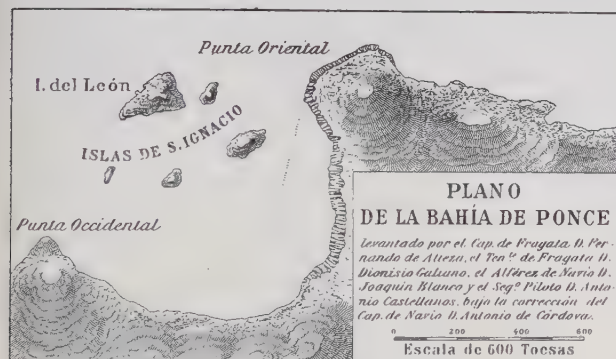 Punta Oriental
I. del León
ISLAS DE S. IGNACIO
Punta Occidental
PLANO
DE LA BAHÍA DE PONCE
levantado por el Cap. de Fragata D. Fer-
nando de Alteza, el Ten.te de Fragata D.
Dionisio Galiano, el Alférez de Navío D.
Joaquin Blanco y el Seg.º Piloto D. Anto-
nio Castellanos, bajo la corrección del
Cap. de Navío D. Antonio de Córdova.
0 200 400 600
Escala de 600 Toesas